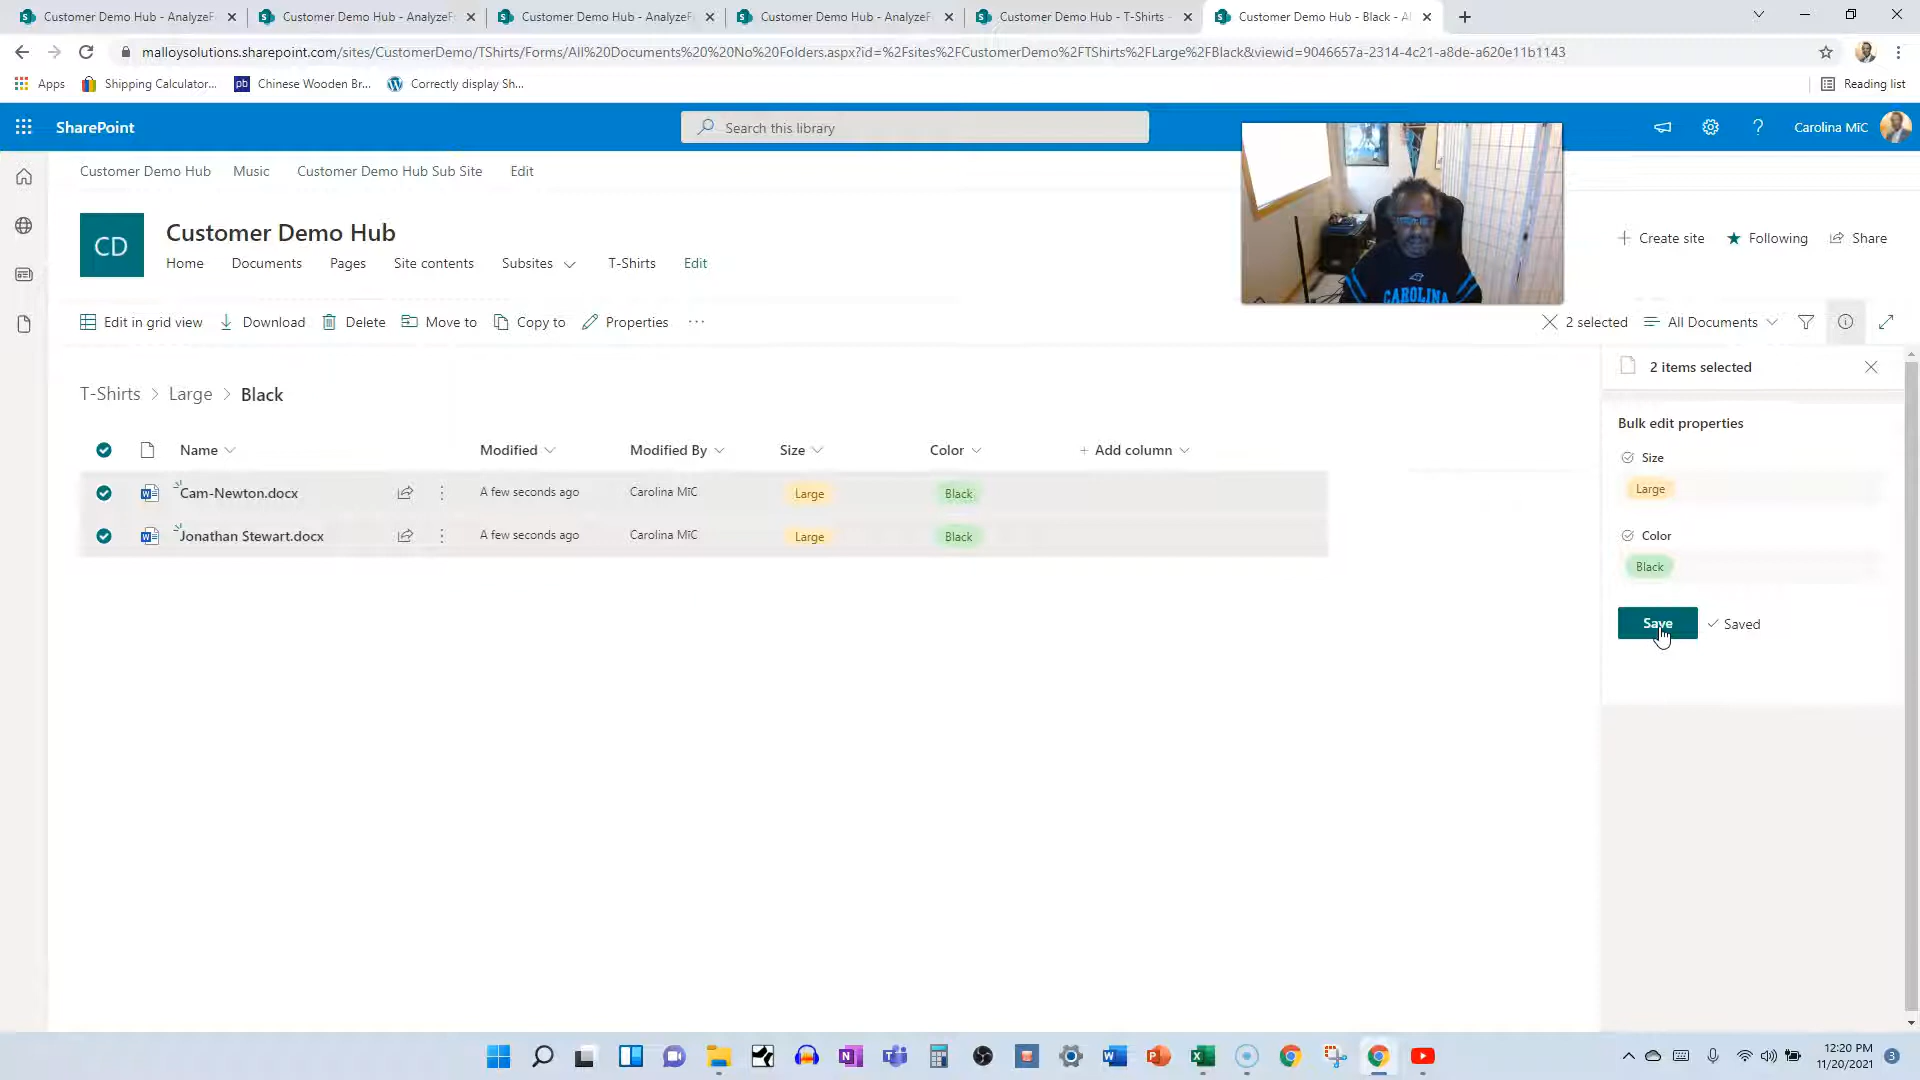 Customer Demo Hub - AnalyzeF
Customer Demo Hub - AnalyzeF
Customer Demo Hub - AnalyzeF
Customer Demo Hub - AnalyzeF
Customer Demo Hub - T-Shirts -
Customer Demo Hub - Black - Al
malloysolutions.sharepoint.com/sites/CustomerDemo/TShirts/Forms/All%20Documents%20%20No%20Folders.aspx?id=%2Fsites%2FCustomerDemo%2FTShirts%2FLarge%2FBlack&viewid=9046657a-2314-4c21-a8de-a620e11b1143
Apps
Shipping Calculator...
pb Chinese Wooden Br...
Correctly display Sh...
Reading list
SharePoint
Search this library
Carolina MiC
Customer Demo Hub
Music
Customer Demo Hub Sub Site
Edit
CD
Customer Demo Hub
Home
Documents
Pages
Site contents
Subsites
T-Shirts
Edit
Create site
Following
Share
CAROLINA
Edit in grid view
Download
Delete
Move to
Copy to
Properties
...
2 selected
All Documents
T-Shirts > Large > Black
2 items selected
Name
Modified
Modified By
Size
Color
+ Add column
Cam-Newton.docx
A few seconds ago
Carolina MiC
Large
Black
Jonathan Stewart.docx
A few seconds ago
Carolina MiC
Large
Black
Bulk edit properties
Size
Large
Color
Black
Save
Saved
12:20 PM
11/20/2021
3